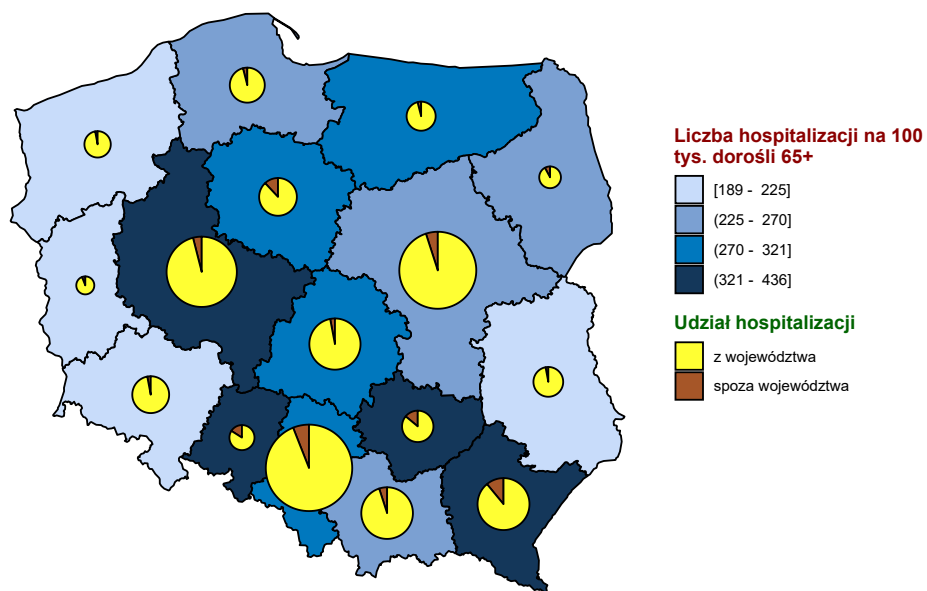 Liczba hospitalizacji na 100
tys. dorośli 65+
[189 - 225]
(225 - 270]
(270 - 321]
(321 - 436]
Udział hospitalizacji
z województwa
spoza województwa